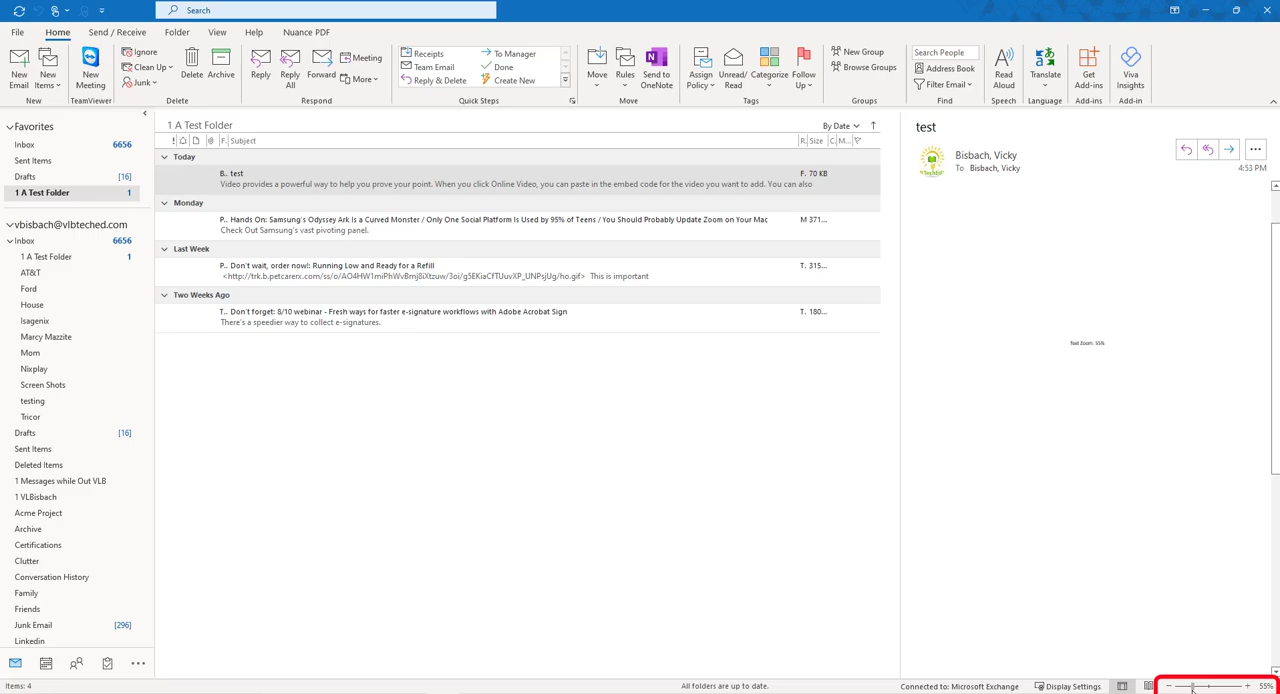 Search
File Home Send / Receive Folder View Help Nuance PDF
New Email
New Items
New Meeting
Ignore
Clean Up
Junk
Delete
Archive
Reply
Reply All
Forward
Meeting
More
Receipts
To Manager
Team Email
Done
Reply & Delete
Create New
Move
Rules
Send to OneNote
Assign Policy
Unread/ Read
Categorize
Follow Up
New Group
Browse Groups
Search People
Address Book
Filter Email
Read Aloud
Translate
Get Add-ins
Viva Insights
New TeamViewer Delete Respond Quick Steps Move Tags Groups Find Speech Language Add-ins Add-in
Favorites
Inbox 6656
Sent Items
Drafts [16]
1 A Test Folder 1
vbisbach@vlbteched.com
Inbox 6656
1 A Test Folder 1
AT&T
Ford
House
Isagenix
Marcy Mazzite
Mom
Nixplay
Screen Shots
testing
Tricor
Drafts [16]
Sent Items
Deleted Items
1 Messages while Out VLB
1 VLBisbach
Acme Project
Archive
Certifications
Clutter
Conversation History
Family
Friends
Junk Email [296]
Linkedin
1 A Test Folder By Date
! F. Subject R. Size C. M...
Today
B.. test F. 70 KB
Video provides a powerful way to help you prove your point. When you click Online Video, you can paste in the embed code for the video you want to add. You can also
Monday
P.. Hands On: Samsung's Odyssey Ark Is a Curved Monster / Only One Social Platform Is Used by 95% of Teens / You Should Probably Update Zoom on Your Mac M 371...
Check Out Samsung's vast pivoting panel.
Last Week
P.. Don't wait, order now!: Running Low and Ready for a Refill T. 315...
This is important
Two Weeks Ago
T.. Don't forget: 8/10 webinar - Fresh ways for faster e-signature workflows with Adobe Acrobat Sign T. 180...
There's a speedier way to collect e-signatures.
test
Bisbach, Vicky
To Bisbach, Vicky
4:53 PM
Text Zoom: 55%
Items: 4
All folders are up to date.
Connected to: Microsoft Exchange
Display Settings
55%